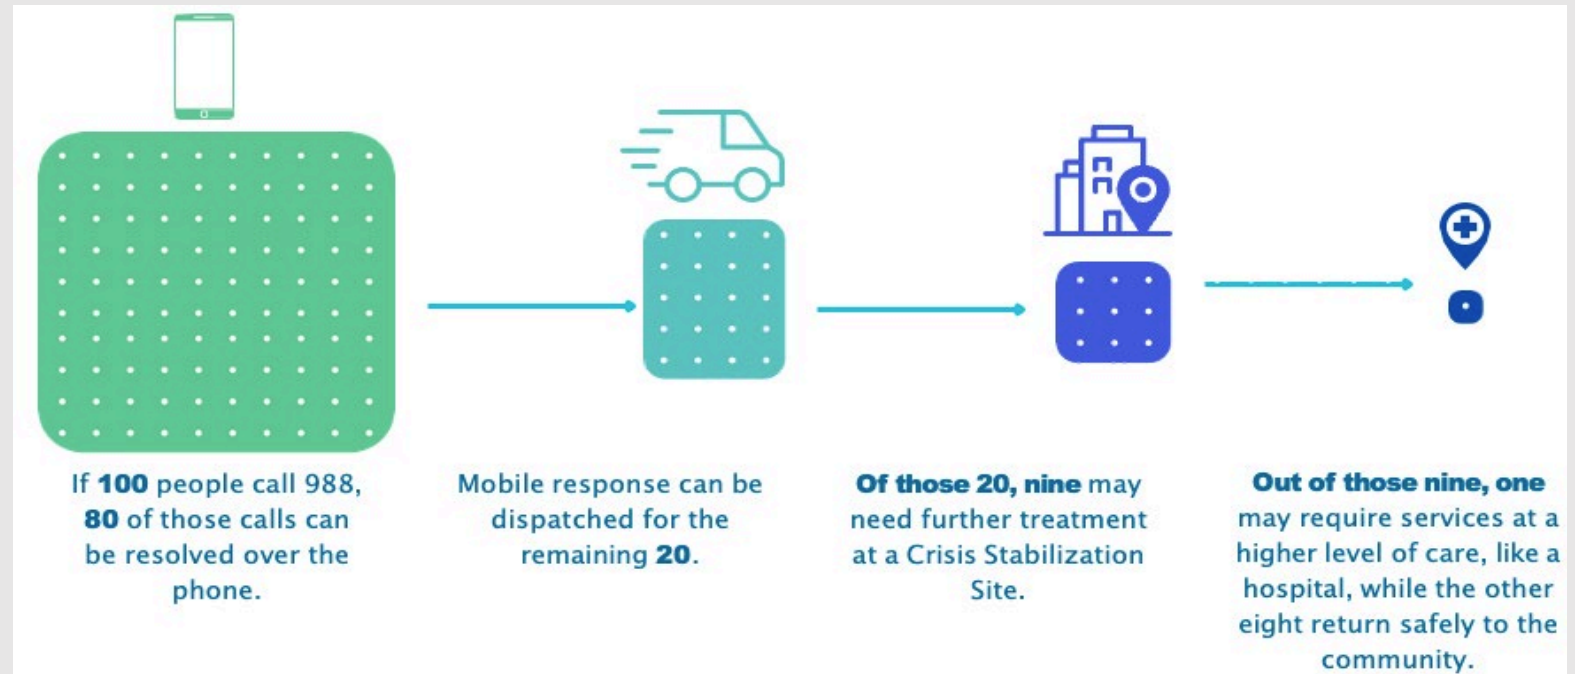 If 100 people call 988,
80 of those calls can
be resolved over the
phone.
Mobile response can be
dispatched for the
remaining 20.
Of those 20, nine may
need further treatment
at a Crisis Stabilization
Site.
Out of those nine, one
may require services at a
higher level of care, like a
hospital, while the other
eight return safely to the
community.